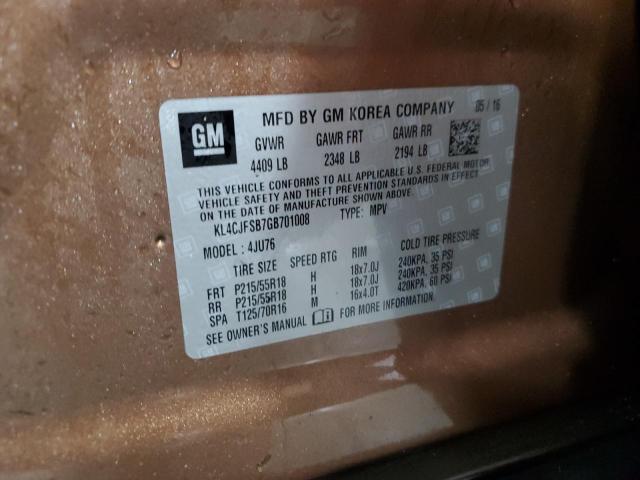 MFD BY GM KOREA COMPANY 05/16
GM
GVWR GAWR FRT GAWR RR
4409 LB 2348 LB 2194 LB
THIS VEHICLE CONFORMS TO ALL APPLICABLE U.S. FEDERAL MOTOR
VEHICLE SAFETY AND THEFT PREVENTION STANDARDS IN EFFECT
ON THE DATE OF MANUFACTURE SHOWN ABOVE.
KL4CJFSB7GB701008 TYPE: MPV
MODEL: 4JU76
TIRE SIZE SPEED RTG RIM COLD TIRE PRESSURE
FRT P215/55R18 H 18x7.0J 240KPA, 35 PSI
RR P215/55R18 H 18x7.0J 240KPA, 35 PSI
SPA T125/70R16 M 16x4.0T 420KPA, 60 PSI
SEE OWNER'S MANUAL FOR MORE INFORMATION.